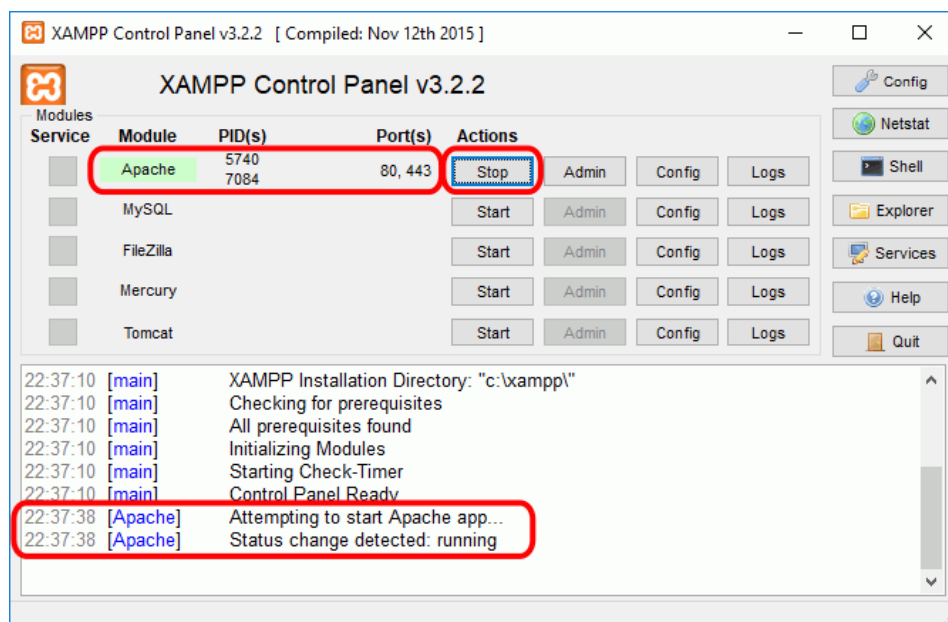 XAMPP Control Panel v3.2.2 [ Compiled: Nov 12th 2015 ]
XAMPP Control Panel v3.2.2
Config
Modules
Service Module PID(s) Port(s) Actions
Netstat
Apache 5740 7084 80, 443 Stop Admin Config Logs
Shell
MySQL Start Admin Config Logs
Explorer
FileZilla Start Admin Config Logs
Services
Mercury Start Admin Config Logs
Help
Tomcat Start Admin Config Logs
Quit
22:37:10 [main] XAMPP Installation Directory: "c:\xampp\"
22:37:10 [main] Checking for prerequisites
22:37:10 [main] All prerequisites found
22:37:10 [main] Initializing Modules
22:37:10 [main] Starting Check-Timer
22:37:10 [main] Control Panel Ready
22:37:38 [Apache] Attempting to start Apache app...
22:37:38 [Apache] Status change detected: running